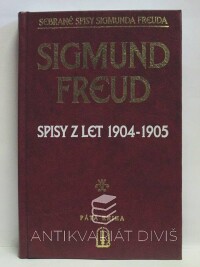 SEBRANÉ SPISY SIGMUNDA FREUDA
SIGMUND
FREUD
SPISY Z LET 1904-1905
PÁTÁ KNIHA
ANTIKVARIÁT DIVIŠ